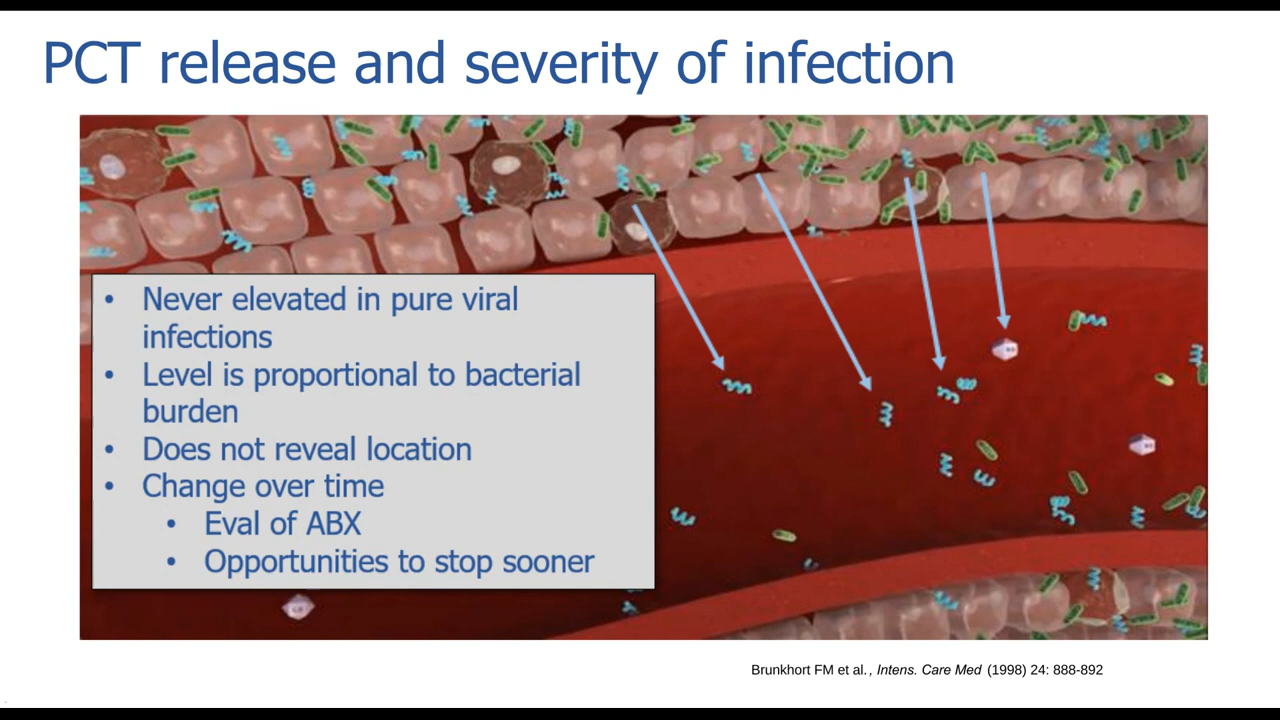 PCT release and severity of infection
• Never elevated in pure viral
infections
• Level is proportional to bacterial
burden
• Does not reveal location
• Change over time
• Eval of ABX
• Opportunities to stop sooner
Brunkhort FM et al., Intens. Care Med (1998) 24: 888-892